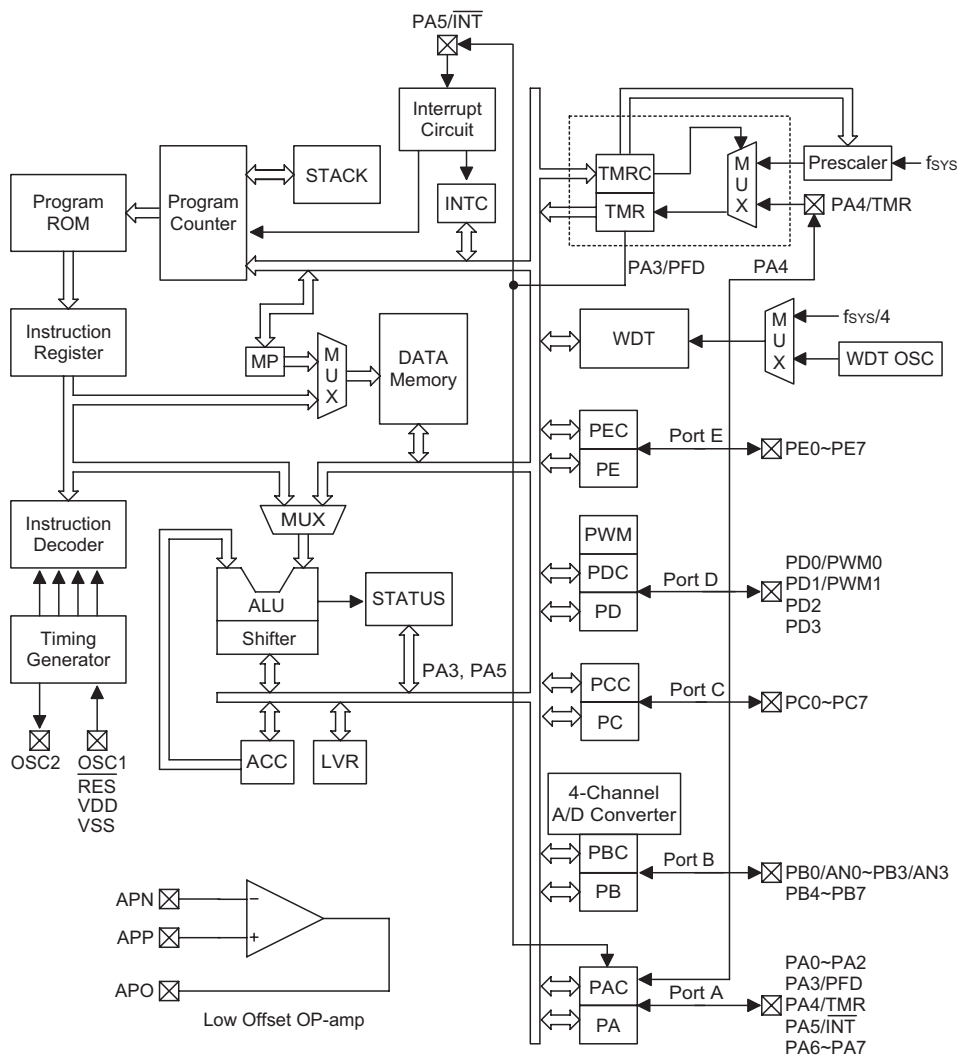 PA5/INT
Interrupt
Circuit
STACK
INTC
Program
ROM
Program
Counter
TMRC
TMR
MUX
Prescaler
fSYS
PA4/TMR
PA3/PFD
PA4
Instruction
Register
MP
MUX
DATA
Memory
WDT
MUX
fSYS/4
WDT OSC
PEC
PE
Port E
PE0~PE7
Instruction
Decoder
MUX
ALU
Shifter
STATUS
PWM
PDC
PD
Port D
PD0/PWM0
PD1/PWM1
PD2
PD3
Timing
Generator
PA3, PA5
PCC
PC
Port C
PC0~PC7
OSC2
OSC1
RES
VDD
VSS
ACC
LVR
4-Channel
A/D Converter
PBC
PB
Port B
PB0/AN0~PB3/AN3
PB4~PB7
APN
−
APP
+
APO
Low Offset OP-amp
PAC
PA
Port A
PA0~PA2
PA3/PFD
PA4/TMR
PA5/INT
PA6~PA7